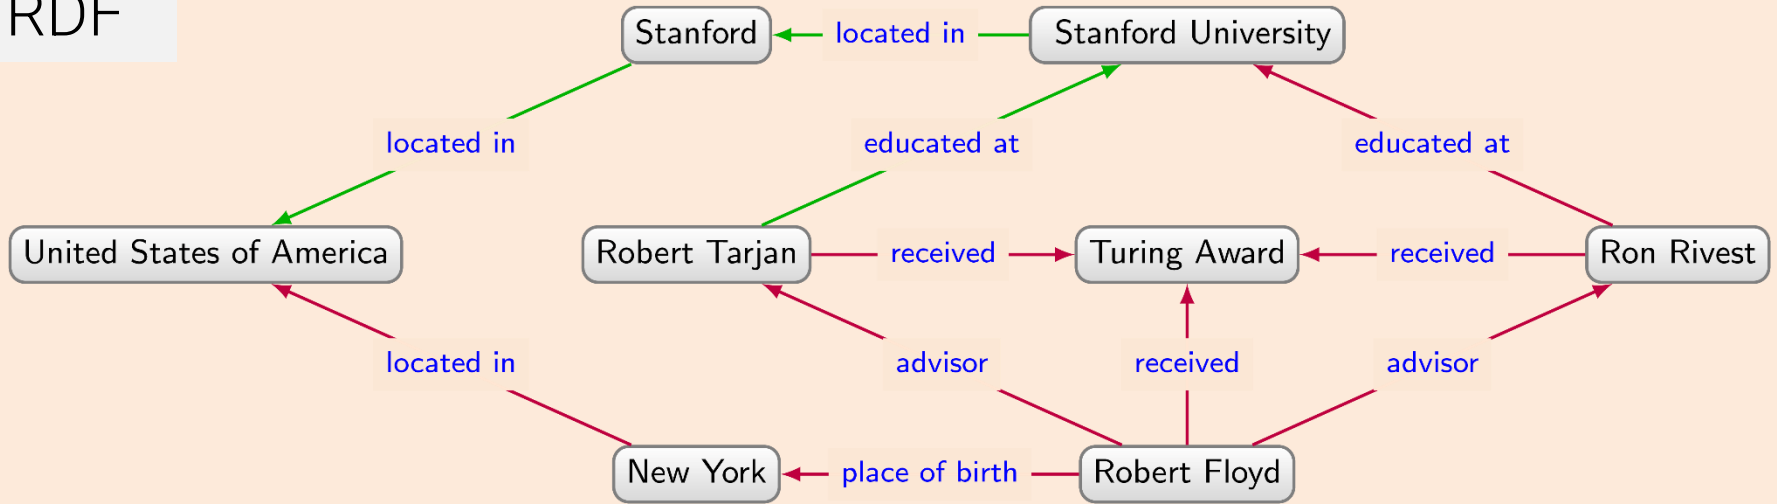 RDF
Stanford
located in
Stanford University
located in
educated at
educated at
United States of America
Robert Tarjan
received
Turing Award
received
Ron Rivest
located in
advisor
received
advisor
New York
place of birth
Robert Floyd